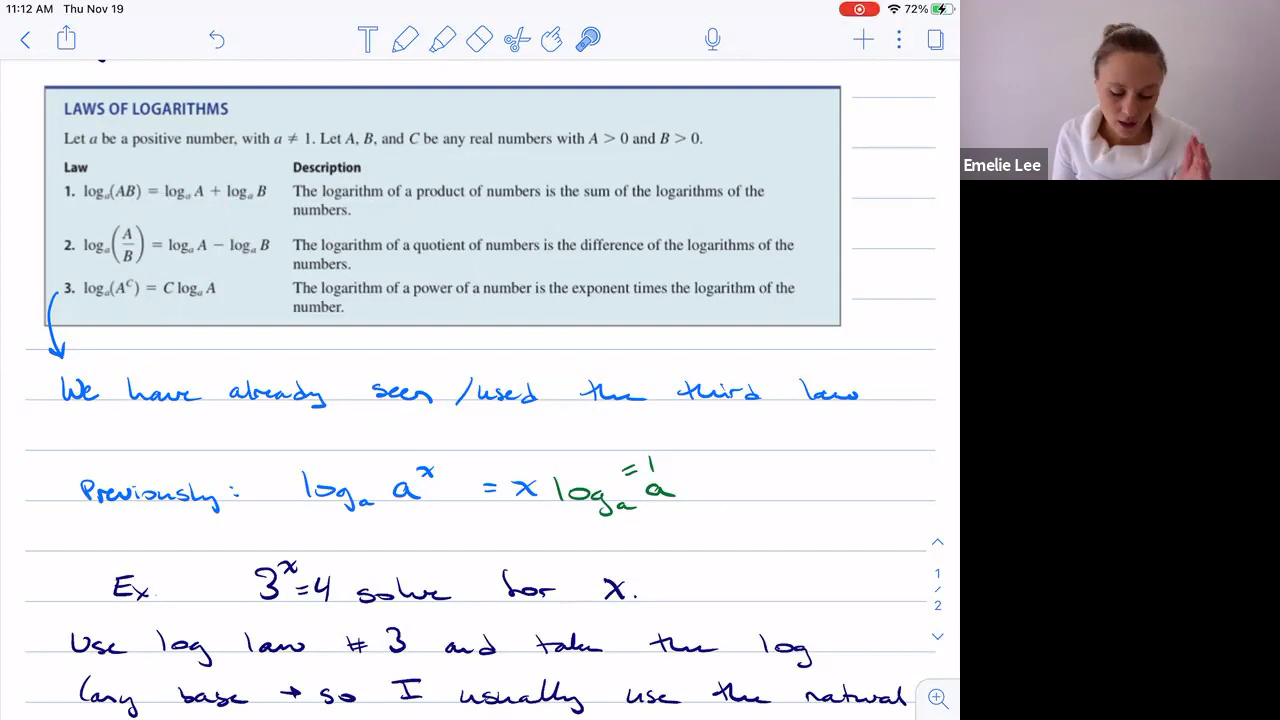 11:12 AM Thu Nov 19
72%
LAWS OF LOGARITHMS
Let a be a positive number, with a ≠ 1. Let A, B, and C be any real numbers with A > 0 and B > 0.
Law Description
1. logₐ(AB) = logₐ A + logₐ B The logarithm of a product of numbers is the sum of the logarithms of the
numbers.
2. logₐ(A/B) = logₐ A − logₐ B The logarithm of a quotient of numbers is the difference of the logarithms of the
numbers.
3. logₐ(A^C) = C logₐ A The logarithm of a power of a number is the exponent times the logarithm of the
number.
We have already seen /used the third law
Previously: logₐ a^x = x logₐ a = 1
Ex. 3^x = 4 solve for x.
Use log law # 3 and take the log
(any base → so I usually use the natural
1/2
Emelie Lee